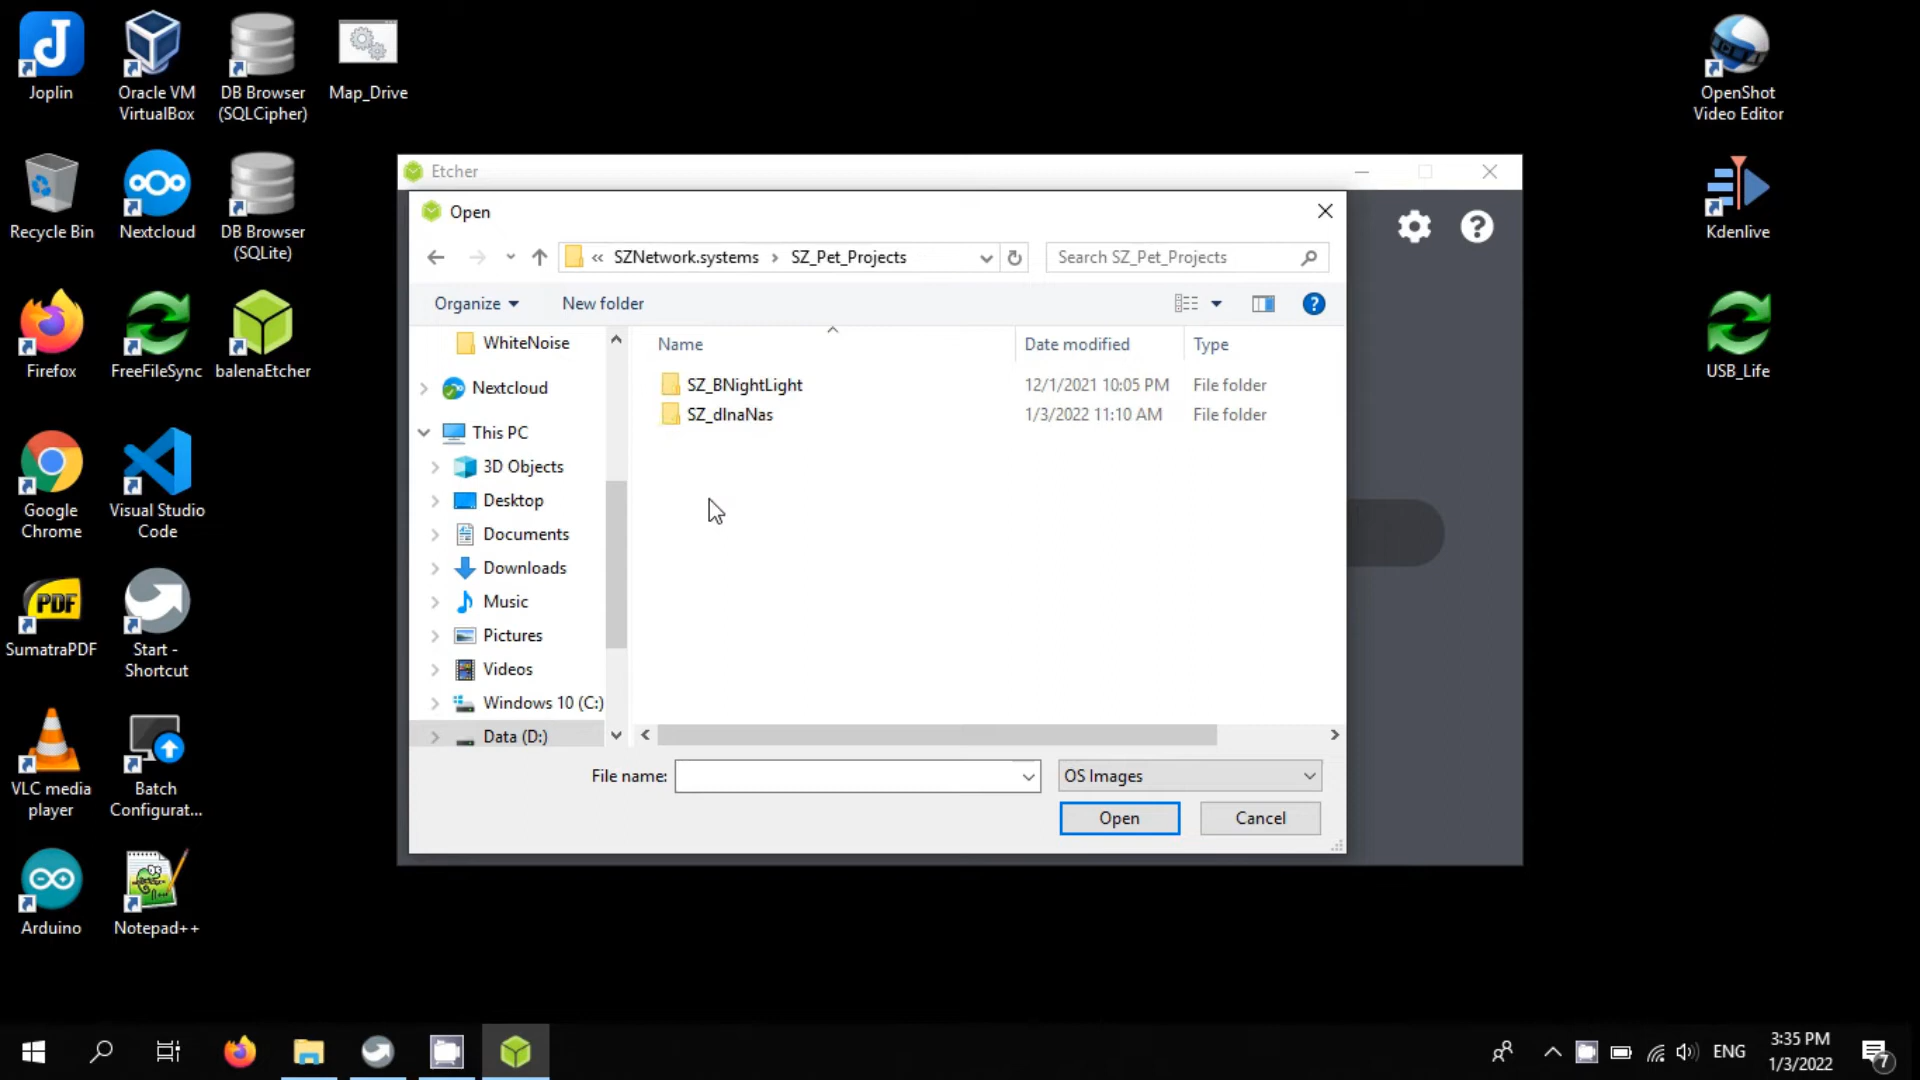 Joplin
Oracle VM
VirtualBox
DB Browser
(SQLCipher)
Map_Drive
OpenShot
Video Editor
Recycle Bin
Nextcloud
DB Browser
(SQLite)
Kdenlive
Firefox
FreeFileSync
balenaEtcher
USB_Life
Google
Chrome
Visual Studio
Code
PDF
SumatraPDF
Start -
Shortcut
VLC media
player
Batch
Configurat...
Arduino
Notepad++
Etcher
Open
« SZNetwork.systems › SZ_Pet_Projects
Search SZ_Pet_Projects
Organize
New folder
WhiteNoise
Nextcloud
This PC
3D Objects
Desktop
Documents
Downloads
Music
Pictures
Videos
Windows 10 (C:)
Data (D:)
Name Date modified Type
SZ_BNightLight 12/1/2021 10:05 PM File folder
SZ_dlnaNas 1/3/2022 11:10 AM File folder
File name:
OS Images
Open
Cancel
ENG
3:35 PM
1/3/2022
7